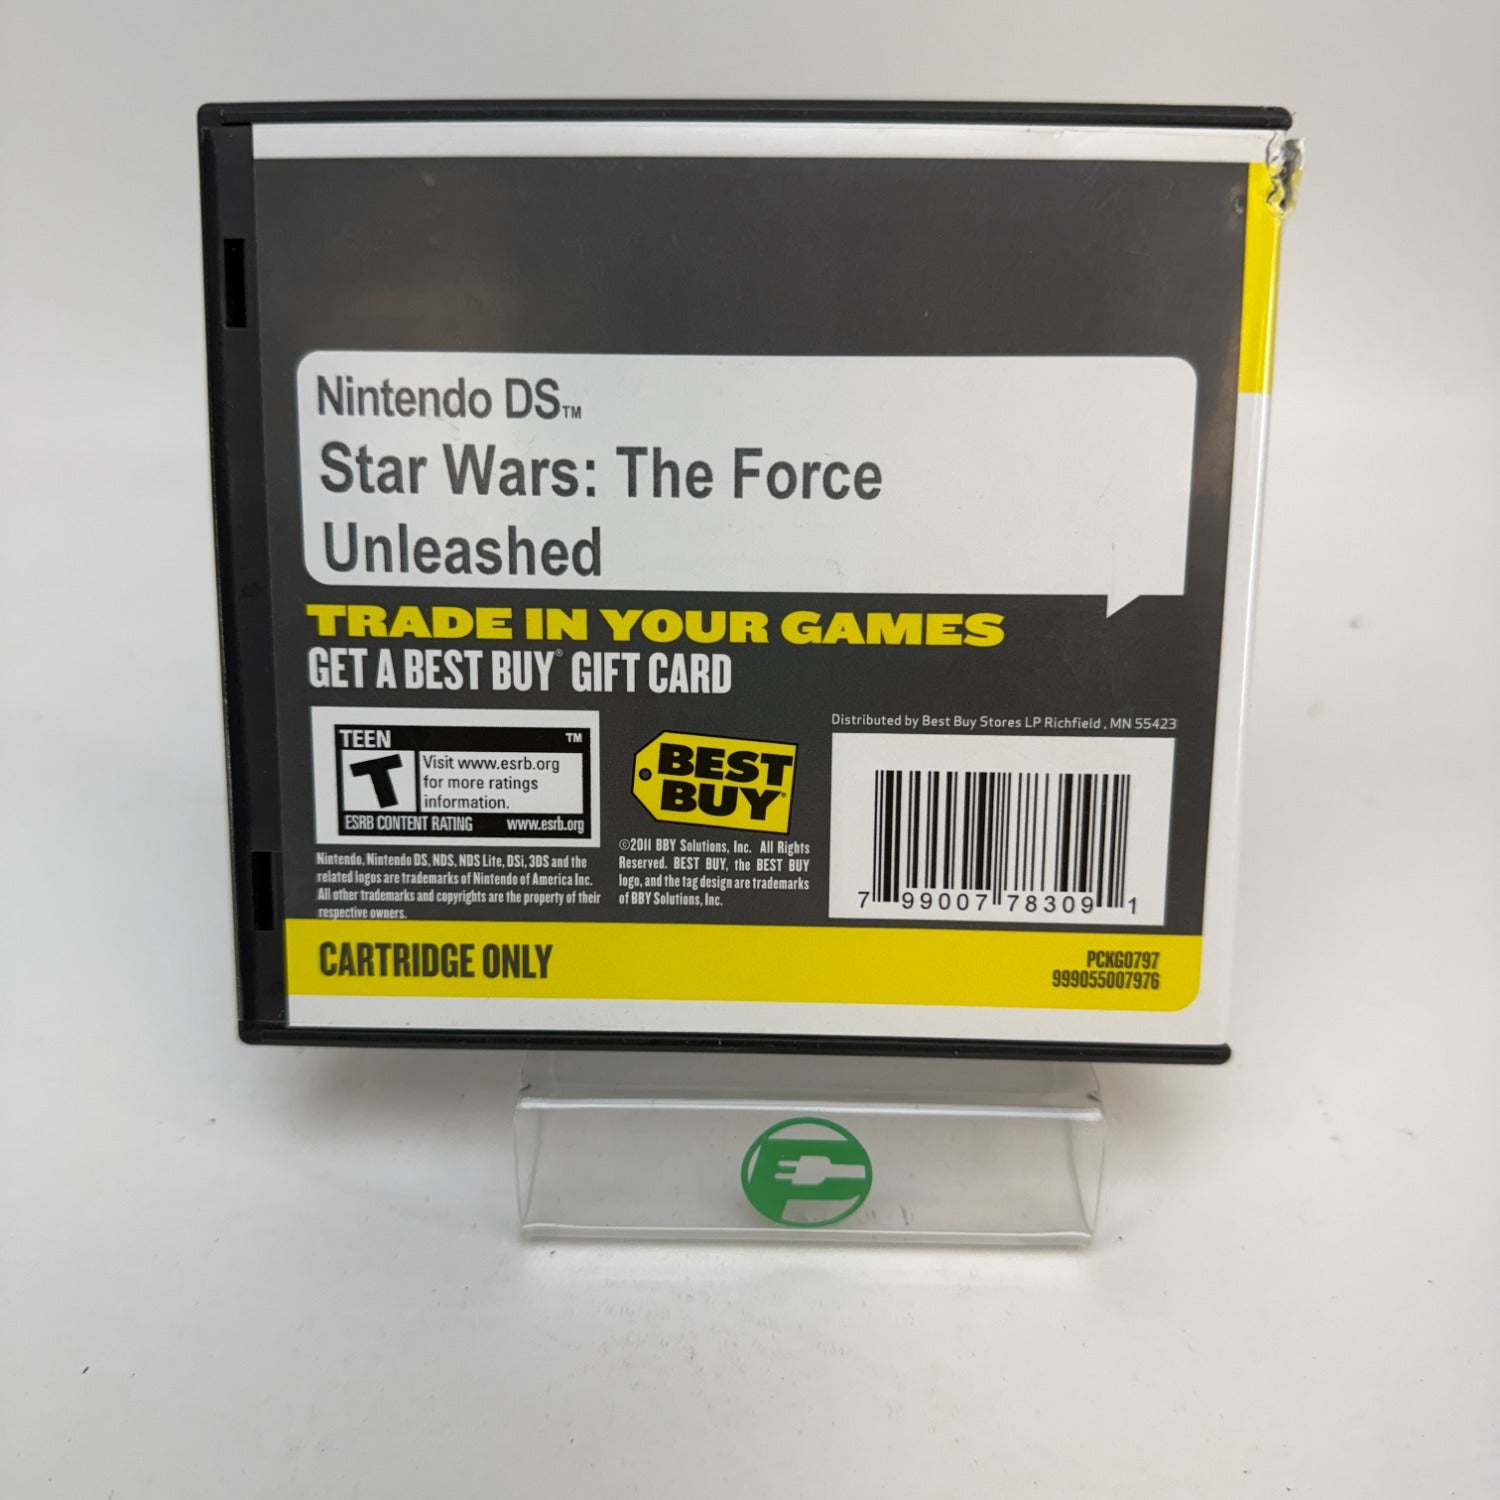 Nintendo DS™
Star Wars: The Force
Unleashed
TRADE IN YOUR GAMES
GET A BEST BUY® GIFT CARD
TEEN ™
T
Visit www.esrb.org
for more ratings
information.
ESRB CONTENT RATING www.esrb.org
Nintendo, Nintendo DS, NDS, NDS Lite, DSi, 3DS and the
related logos are trademarks of Nintendo of America Inc.
All other trademarks and copyrights are the property of their
respective owners.
BEST
BUY®
©2011 BBY Solutions, Inc. All Rights
Reserved. BEST BUY, the BEST BUY
logo, and the tag design are trademarks
of BBY Solutions, Inc.
Distributed by Best Buy Stores LP Richfield, MN 55423
7 99007 78309 1
CARTRIDGE ONLY
PCKG0797
999055007976